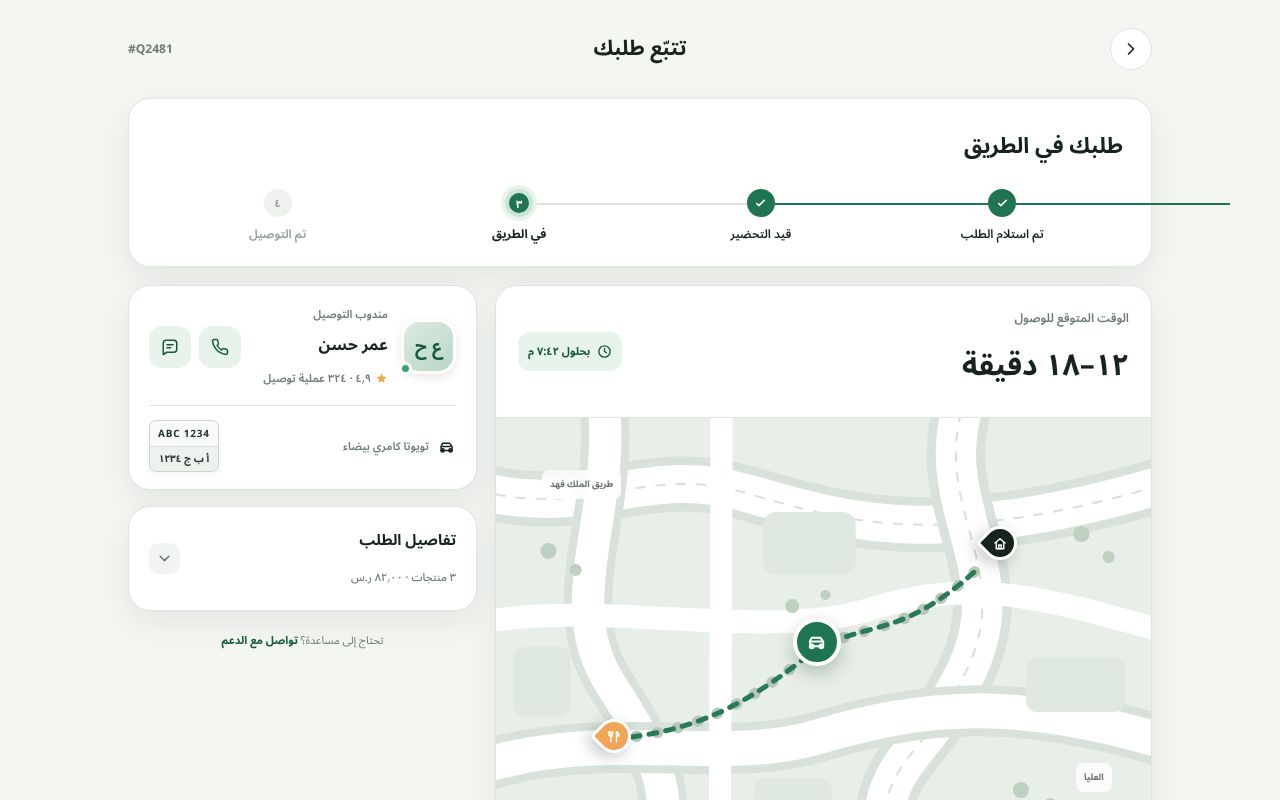 تتبّع طلبك
#Q2481
طلبك في الطريق
تم استلام الطلب
قيد التحضير
٣
في الطريق
٤
تم التوصيل
الوقت المتوقع للوصول
١٢–١٨ دقيقة
بحلول ٧:٤٢ م
طريق الملك فهد
العليا
ع ح
مندوب التوصيل
عمر حسن
٤٫٩ · ٣٢٤ عملية توصيل
تويوتا كامري بيضاء
ABC 1234
أ ب ج ١٢٣٤
تفاصيل الطلب
٣ منتجات · ٨٢٫٠٠ ر.س
تحتاج إلى مساعدة؟ تواصل مع الدعم